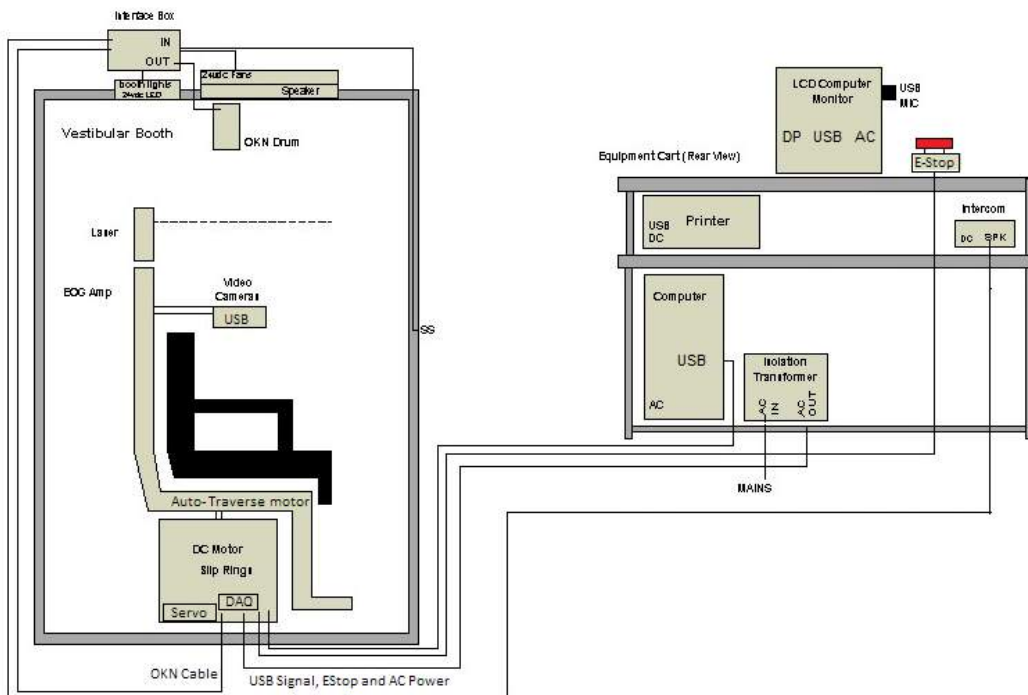 Interface Box
IN
OUT
24vdc Fans
Speaker
booth lights
24vdc LED
Vestibular Booth
OKN Drum
Laser
EOG Amp
Video
Cameras
USB
SS
Auto-Traverse motor
DC Motor
Slip Rings
DAQ
Servo
OKN Cable
USB Signal, EStop and AC Power
LCD Computer
Monitor
DP USB AC
USB
MIC
E-Stop
Equipment Cart (Rear View)
Printer
USB
DC
Intercom
DC SPK
Computer
USB
AC
Isolation
Transformer
AC
IN
AC
OUT
MAINS